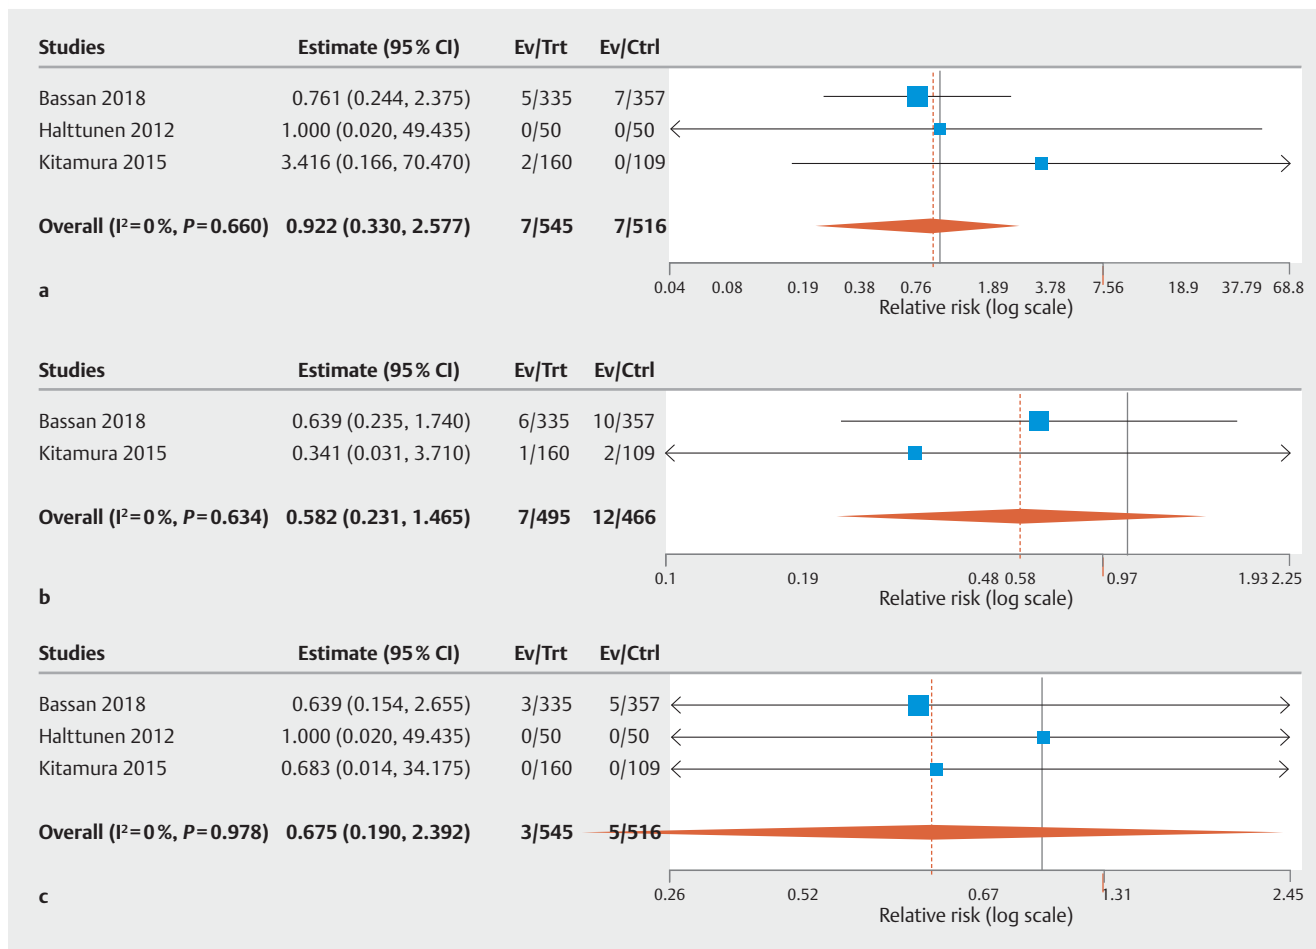 Studies Estimate (95 % CI) Ev/Trt Ev/Ctrl
Bassan 2018 0.761 (0.244, 2.375) 5/335 7/357
Halttunen 2012 1.000 (0.020, 49.435) 0/50 0/50
Kitamura 2015 3.416 (0.166, 70.470) 2/160 0/109
Overall (I²=0 %, P=0.660) 0.922 (0.330, 2.577) 7/545 7/516
0.04 0.08 0.19 0.38 0.76 1.89 3.78 7.56 18.9 37.79 68.8
a Relative risk (log scale)
Studies Estimate (95 % CI) Ev/Trt Ev/Ctrl
Bassan 2018 0.639 (0.235, 1.740) 6/335 10/357
Kitamura 2015 0.341 (0.031, 3.710) 1/160 2/109
Overall (I²=0 %, P=0.634) 0.582 (0.231, 1.465) 7/495 12/466
0.1 0.19 0.48 0.58 0.97 1.93 2.25
b Relative risk (log scale)
Studies Estimate (95 % CI) Ev/Trt Ev/Ctrl
Bassan 2018 0.639 (0.154, 2.655) 3/335 5/357
Halttunen 2012 1.000 (0.020, 49.435) 0/50 0/50
Kitamura 2015 0.683 (0.014, 34.175) 0/160 0/109
Overall (I²=0 %, P=0.978) 0.675 (0.190, 2.392) 3/545 5/516
c 0.26 0.52 0.67 1.31 2.45
Relative risk (log scale)